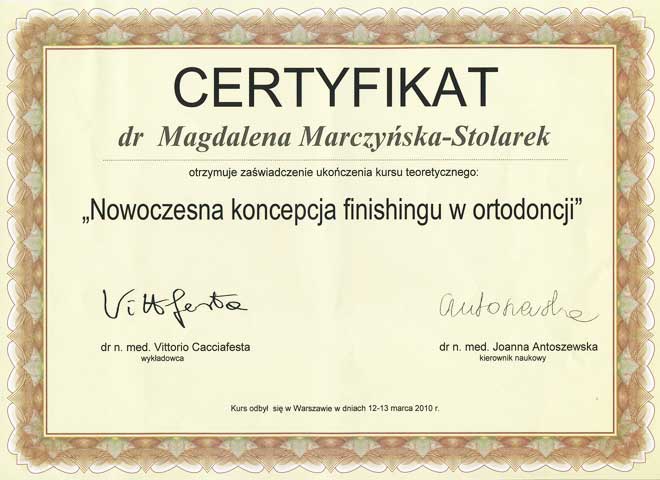 CERTYFIKAT
dr Magdalena Marczyńska-Stolarek
otrzymuje zaświadczenie ukończenia kursu teoretycznego:
„Nowoczesna koncepcja finishingu w ortodoncji”
dr n. med. Vittorio Cacciafesta
wykładowca
dr n. med. Joanna Antoszewska
kierownik naukowy
Kurs odbył się w Warszawie w dniach 12-13 marca 2010 r.